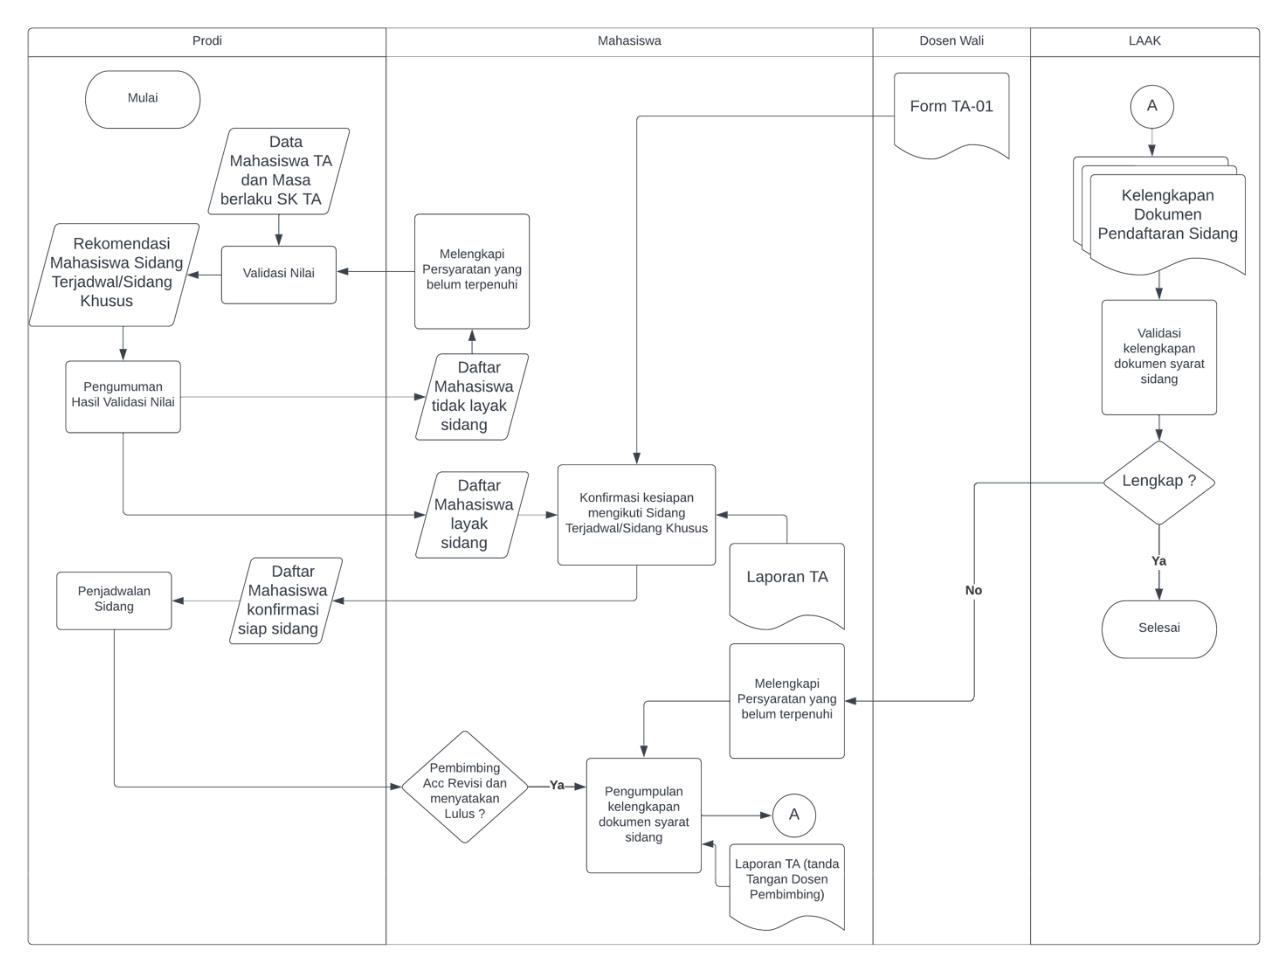 Prodi
Mahasiswa
Dosen Wali
LAAK
Mulai
Data
Mahasiswa TA
dan Masa
berlaku SK TA
Rekomendasi
Mahasiswa Sidang
Terjadwal/Sidang
Khusus
Validasi Nilai
Pengumuman
Hasil Validasi Nilai
Penjadwalan
Sidang
Daftar
Mahasiswa
konfirmasi
siap sidang
Melengkapi
Persyaratan yang
belum terpenuhi
Daftar
Mahasiswa
tidak layak
sidang
Daftar
Mahasiswa
layak
sidang
Konfirmasi kesiapan
mengikuti Sidang
Terjadwal/Sidang Khusus
Laporan TA
Melengkapi
Persyaratan yang
belum terpenuhi
Pembimbing
Acc Revisi dan
menyatakan
Lulus ?
Ya
Pengumpulan
kelengkapan
dokumen syarat
sidang
A
Laporan TA (tanda
Tangan Dosen
Pembimbing)
Form TA-01
No
A
Kelengkapan
Dokumen
Pendaftaran Sidang
Validasi
kelengkapan
dokumen syarat
sidang
Lengkap ?
Ya
Selesai